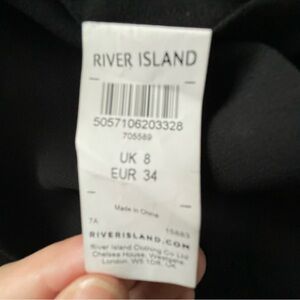 RIVER ISLAND
5057106203328
705589
UK 8
EUR 34
Made in China
7A 15883
RIVERISLAND.COM
River Island Clothing Co Ltd
Chelsea House, Westgate,
London, W5 1DR, UK